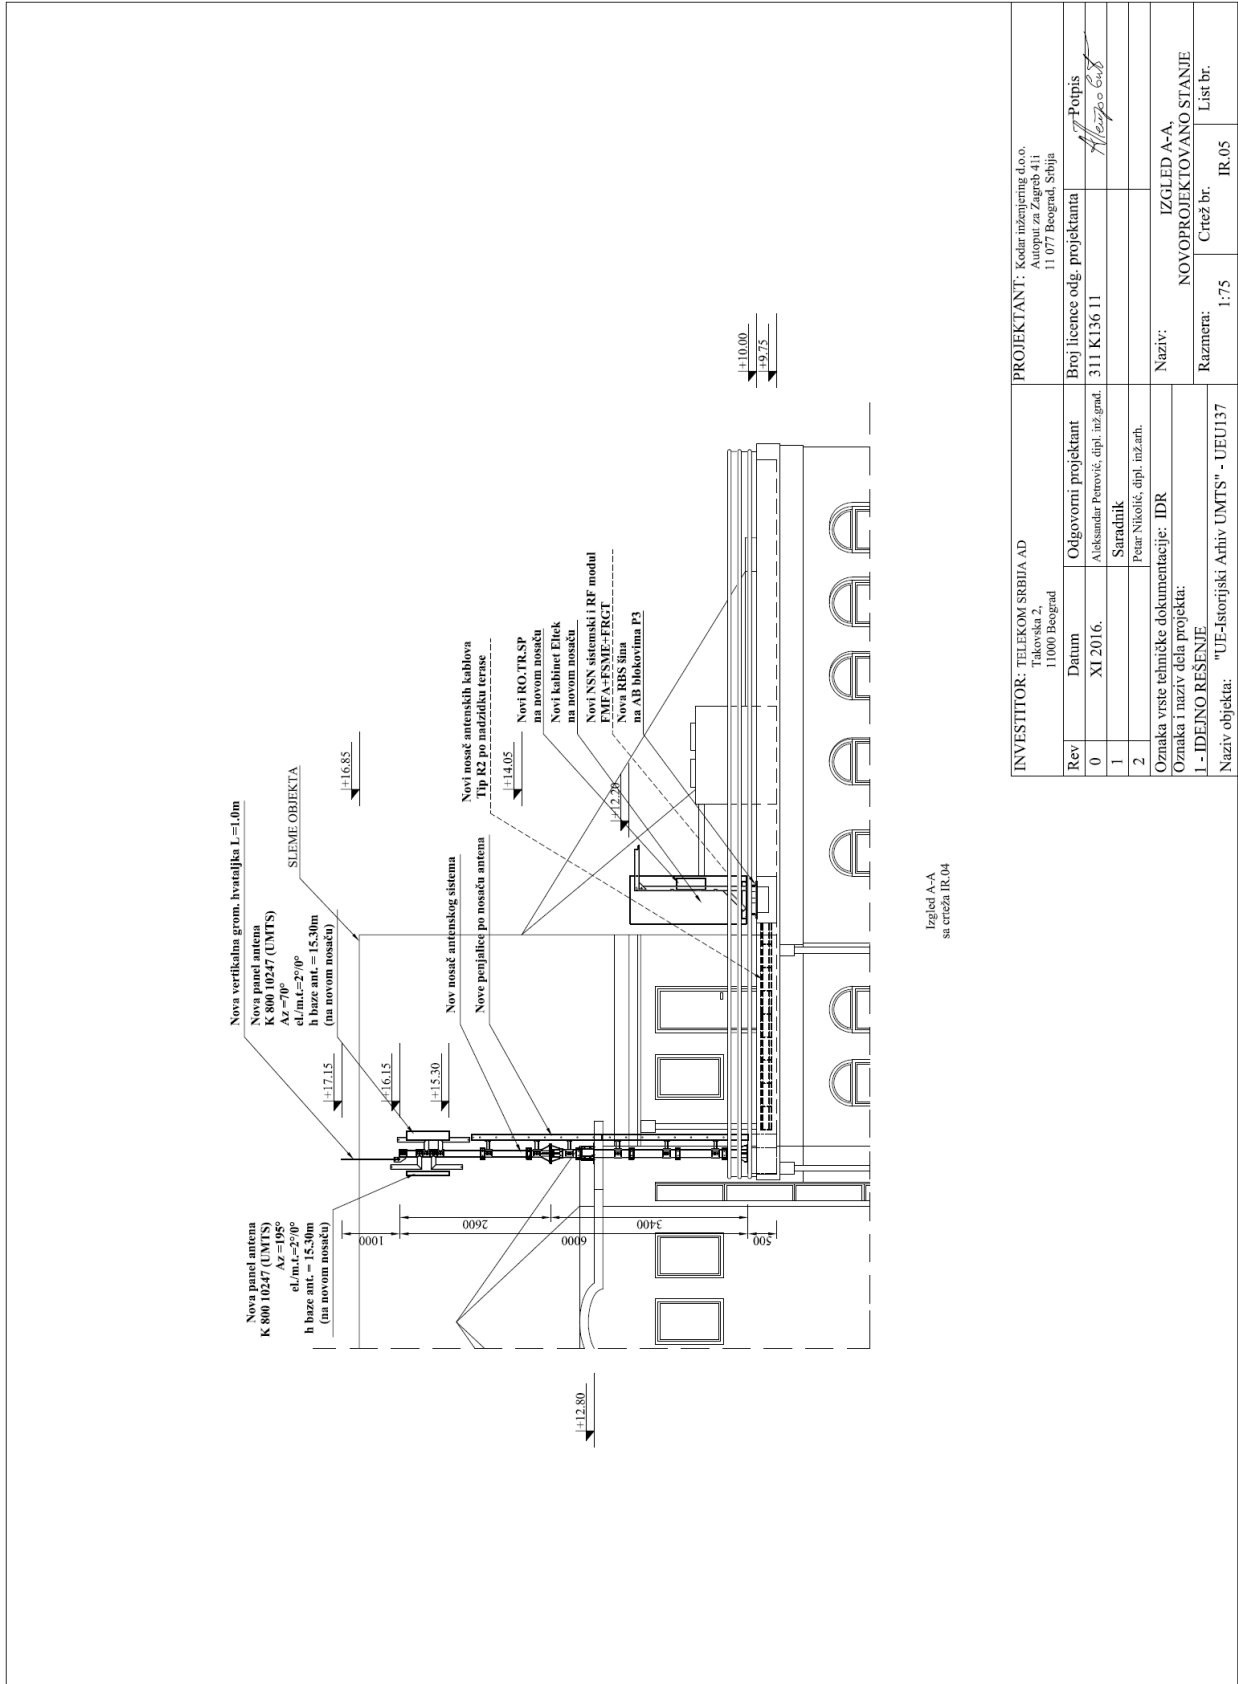 Nova vertikalna grom. hvataljka L =1.0m
Nova panel antena
K 800 10247 (UMTS)
Az =70°
el./m.t.=2°/0°
h baze ant. = 15.30m
(na novom nosaču)
SLEME OBJEKTA
Nova panel antena
K 800 10247 (UMTS)
Az =195°
el./m.t.=2°/0°
h baze ant. = 15.30m
(na novom nosaču)
+17.15
+16.15
+15.30
+16.85
Nov nosač antenskog sistema
Nove penjalice po nosaču antena
Novi nosač antenskih kablova
Tip R2 po nadzidku terase
+14.05
Novi RO.TR.SP
na novom nosaču
Novi kabinet Eltek
na novom nosaču
Novi NSN sistemski i RF modul
FMFA+FSME+FRGT
Nova RBS šina
na AB blokovima P3
+12.20
+12.80
+10.00
+9.75
1000
2600
6000
3400
500
Izgled A-A
sa crteža IR.04
INVESTITOR: TELEKOM SRBIJA AD
Takovska 2,
11000 Beograd
PROJEKTANT: Kodar inženjering d.o.o.
Autoput za Zagreb 41i
11 077 Beograd, Srbija
Rev Datum Odgovorni projektant Broj licence odg. projektanta Potpis
0 XI 2016. Aleksandar Petrović, dipl. inž.građ. 311 K136 11
1 Saradnik
2 Petar Nikolić, dipl. inž.arh.
Oznaka vrste tehničke dokumentacije: IDR
Oznaka i naziv dela projekta:
1 - IDEJNO REŠENJE
Naziv objekta: "UE-Istorijski Arhiv UMTS" - UEU137
Naziv: IZGLED A-A,
NOVOPROJEKTOVANO STANJE
Razmera: 1:75
Crtež br. IR.05
List br.